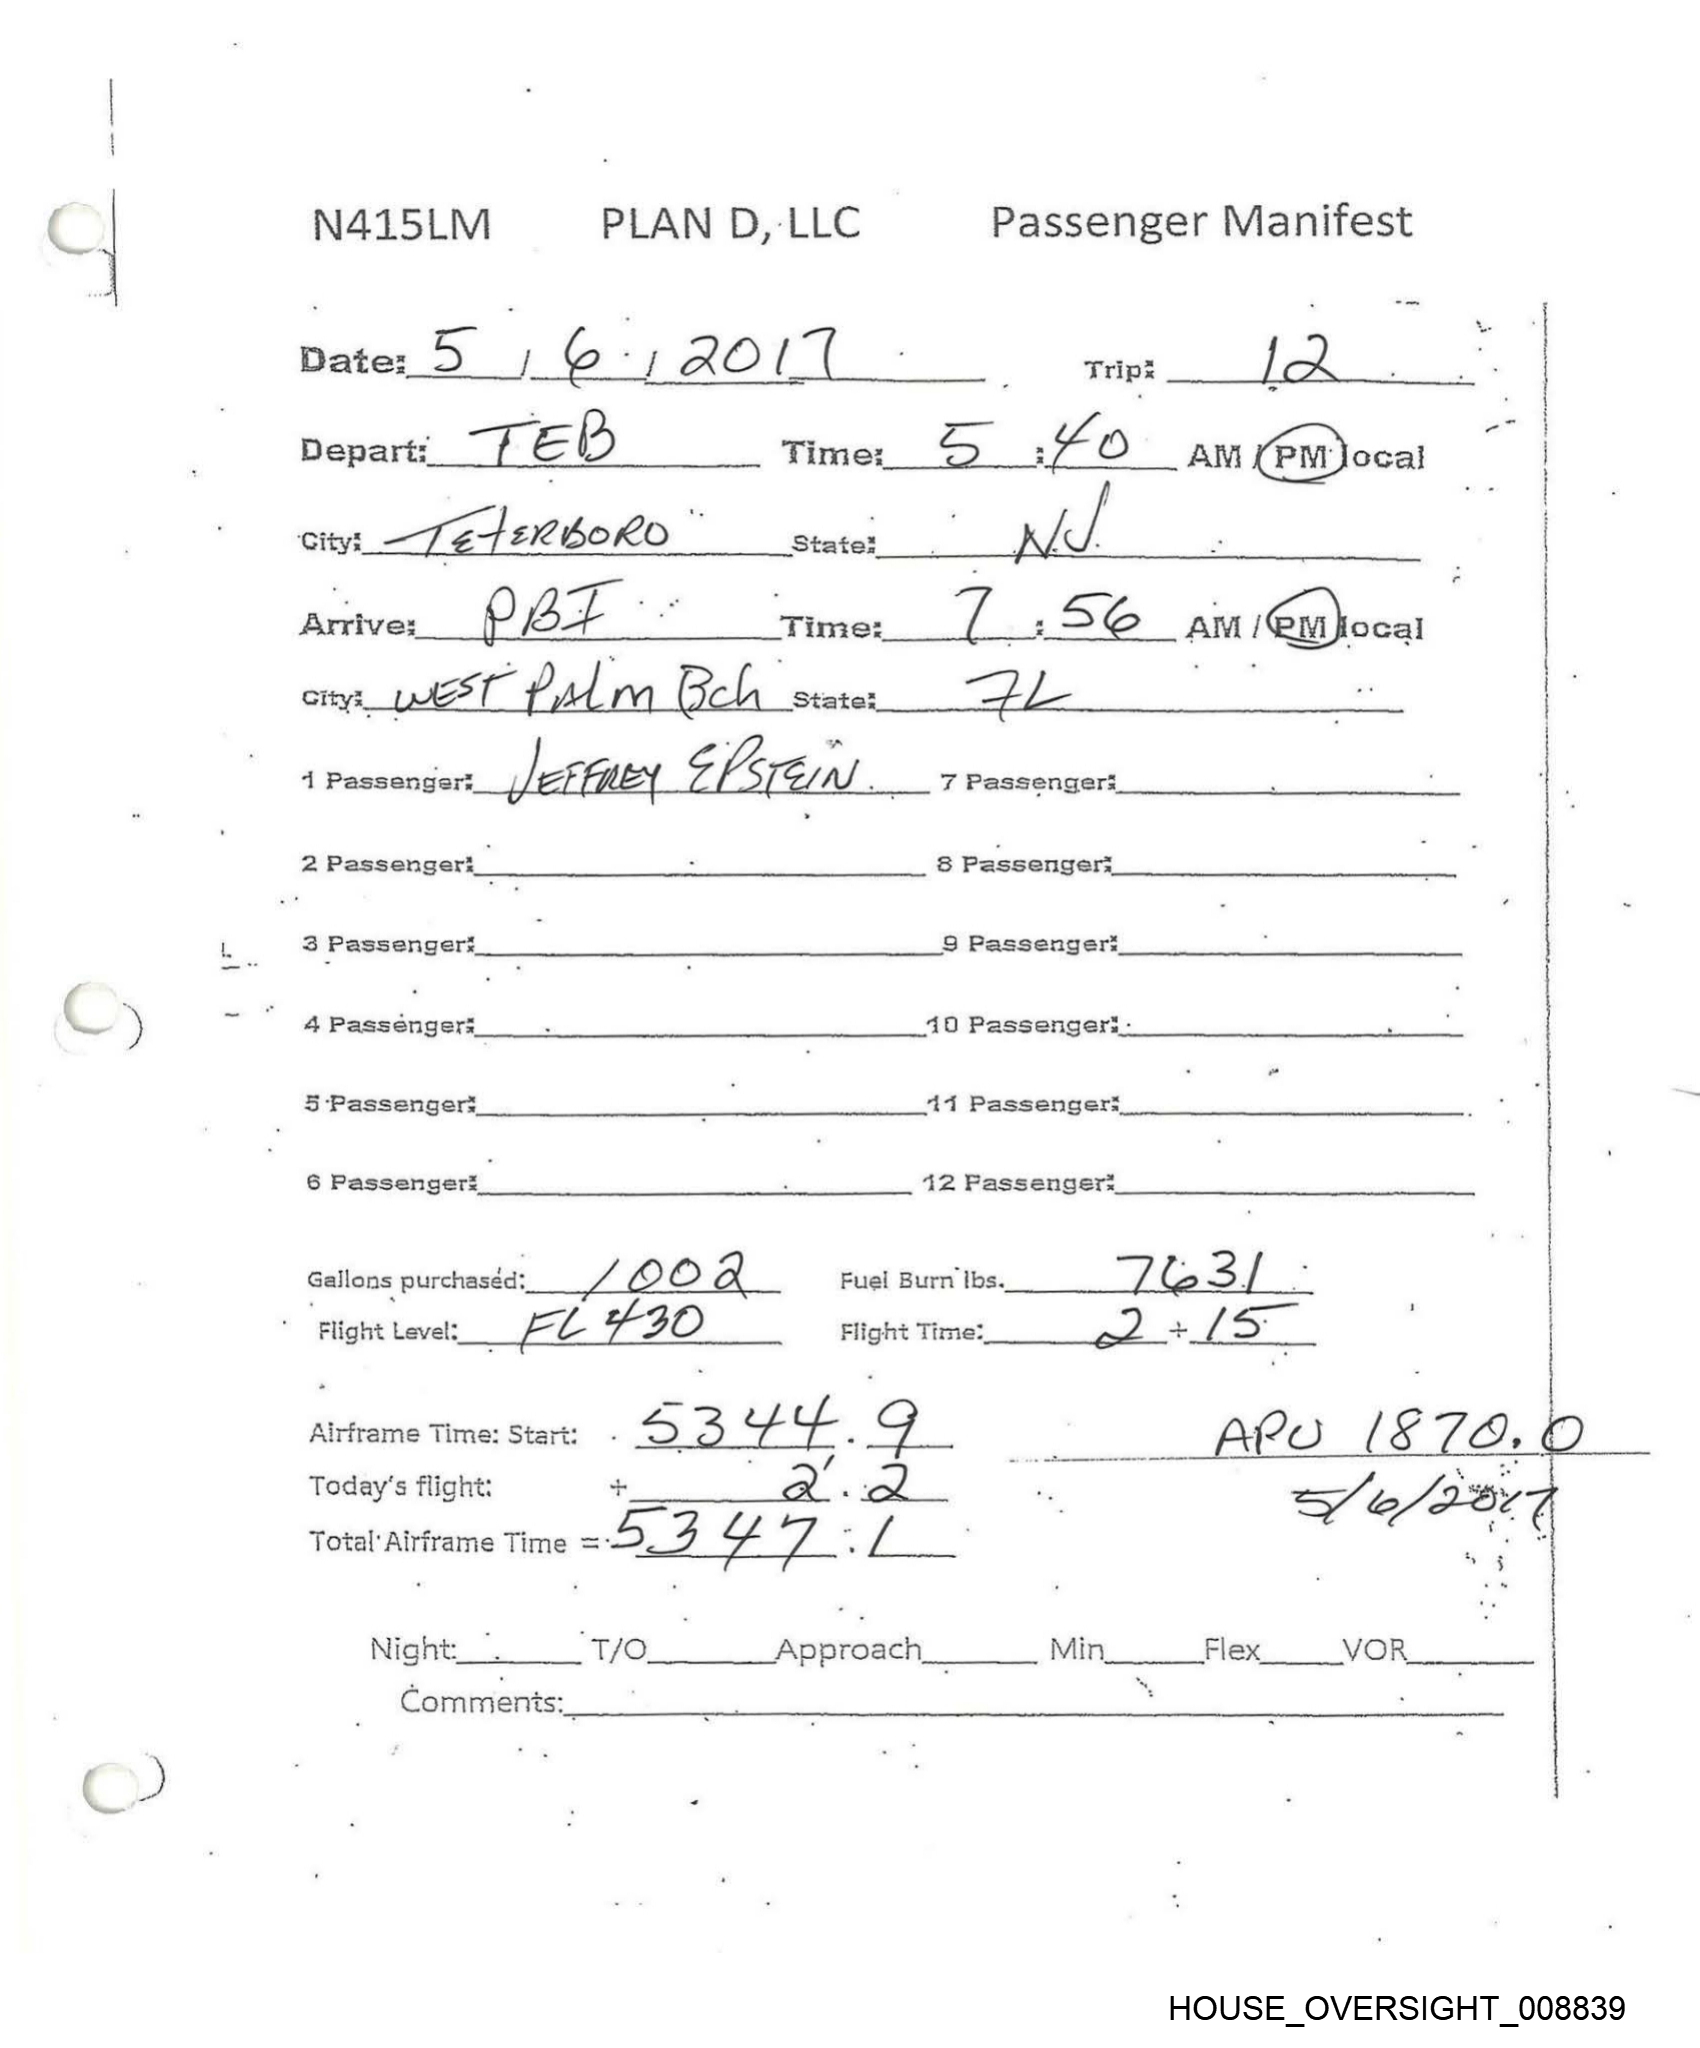 N415LM PLAN D, LLC Passenger Manifest
Date: 5 / 6 / 2017 Trip: 12
Depart: TEB Time: 5 : 40 AM / PM local
City: TETERBORO State: N.J.
Arrive: PBI Time: 7 : 56 AM / PM local
City: WEST PALM Bch State: FL
1 Passenger: JEFFREY EPSTEIN 7 Passenger:
2 Passenger: 8 Passenger:
3 Passenger: 9 Passenger:
4 Passenger: 10 Passenger:
5 Passenger: 11 Passenger:
6 Passenger: 12 Passenger:
Gallons purchased: 1002 Fuel Burn lbs. 7631
Flight Level: FL 430 Flight Time: 2 + 15
Airframe Time: Start: 5344.9 APU 1870.0
Today's flight: + 2.2 5/6/2017
Total Airframe Time = 5347.1
Night: T/O Approach Min Flex VOR
Comments:
HOUSE_OVERSIGHT_008839